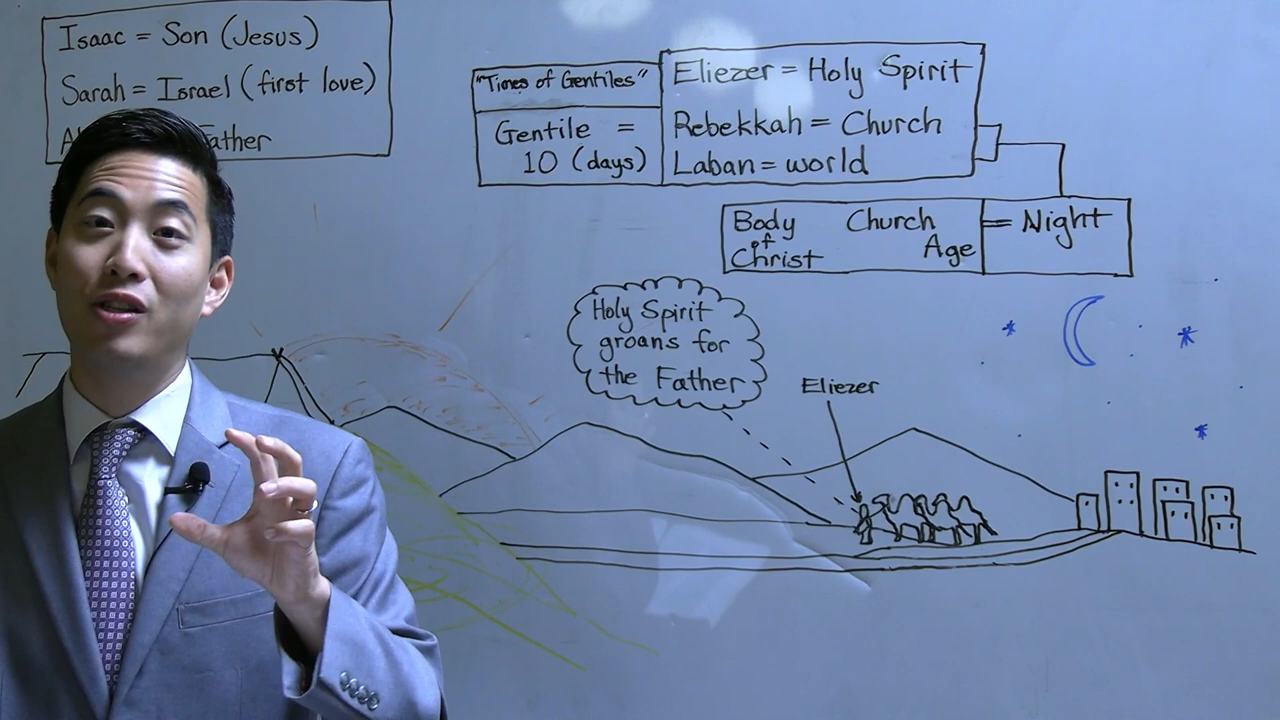 Isaac = Son (Jesus)
Sarah = Israel (first love)
"Times of Gentiles"
Gentile =
10 (days)
Eliezer = Holy Spirit
Rebekkah = Church
Laban = world
Body of Christ
Church Age
= Night
Holy Spirit
groans for
the Father
Eliezer